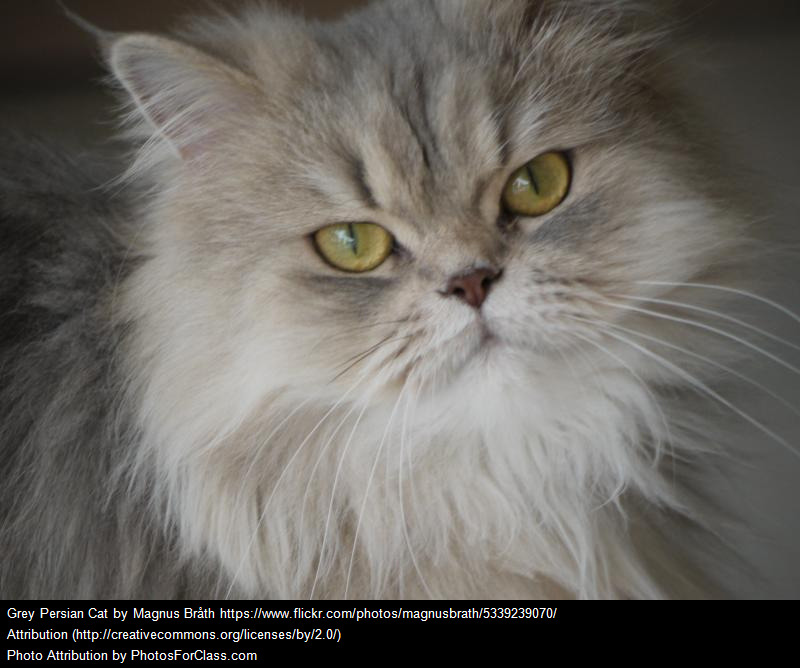 Grey Persian Cat by Magnus Bråth https://www.flickr.com/photos/magnusbrath/5339239070/
Attribution (http://creativecommons.org/licenses/by/2.0/)
Photo Attribution by PhotosForClass.com